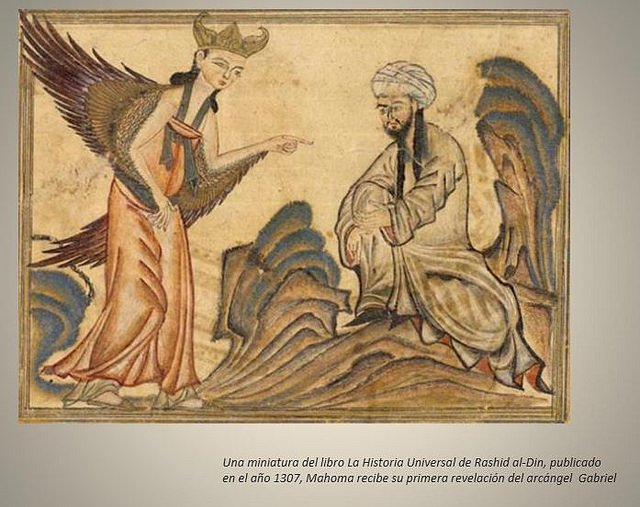 Una miniatura del libro La Historia Universal de Rashid al-Din, publicado
en el año 1307, Mahoma recibe su primera revelación del arcángel Gabriel